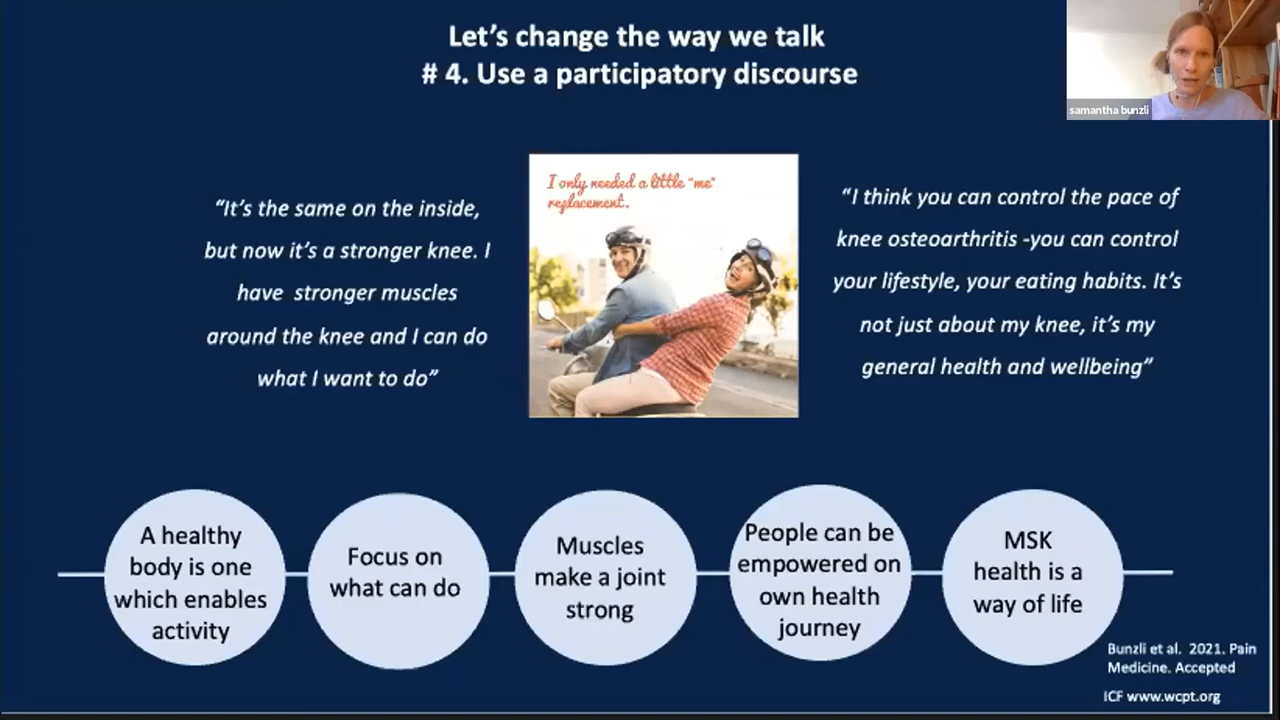 Let's change the way we talk
# 4. Use a participatory discourse
samantha bunzli
"It's the same on the inside,
but now it's a stronger knee. I
have stronger muscles
around the knee and I can do
what I want to do"
I only needed a little "me"
replacement.
"I think you can control the pace of
knee osteoarthritis -you can control
your lifestyle, your eating habits. It's
not just about my knee, it's my
general health and wellbeing"
A healthy
body is one
which enables
activity
Focus on
what can do
Muscles
make a joint
strong
People can be
empowered on
own health
journey
MSK
health is a
way of life
Bunzli et al. 2021. Pain
Medicine. Accepted
ICF www.wcpt.org